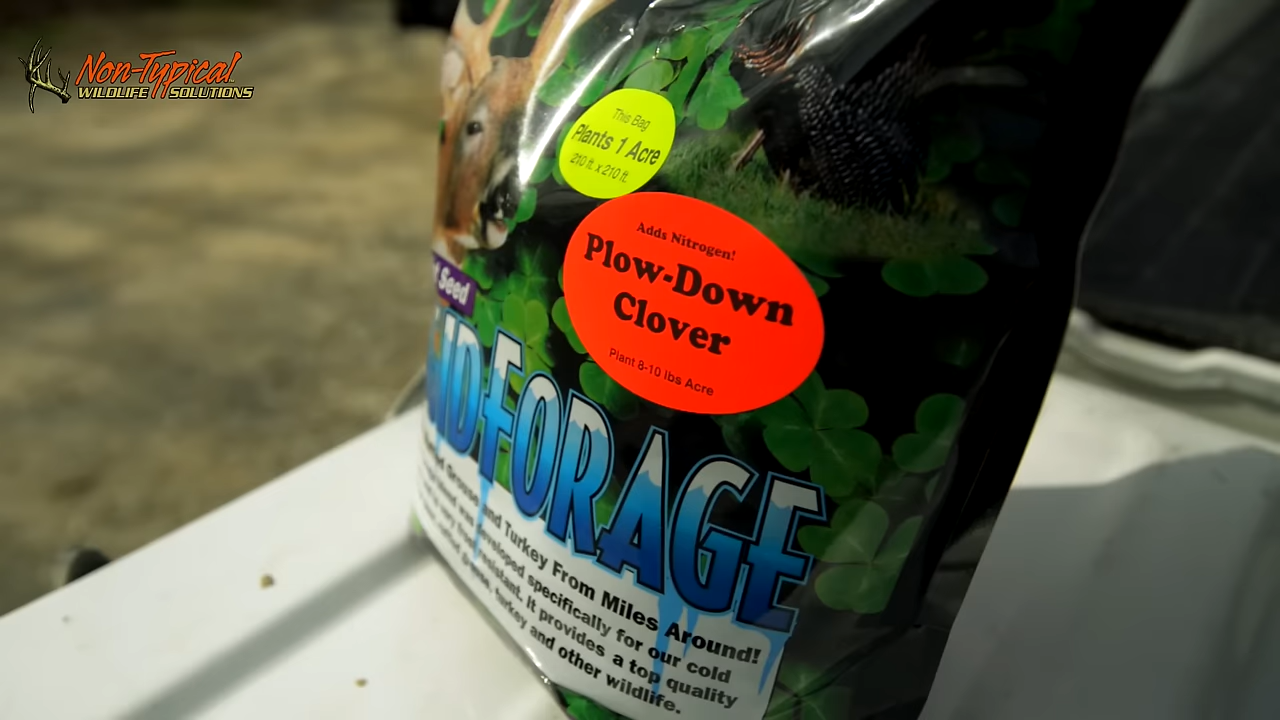 Non-Typical
WILDLIFE SOLUTIONS
This Bag
Plants 1 Acre
210 ft. x 210 ft.
Adds Nitrogen!
Plow-Down
Clover
Plant 8-10 lbs Acre
Seed
FORAGE
and Turkey From Miles Around!
developed specifically for our cold
resistant. It provides a top quality
turkey and other wildlife.